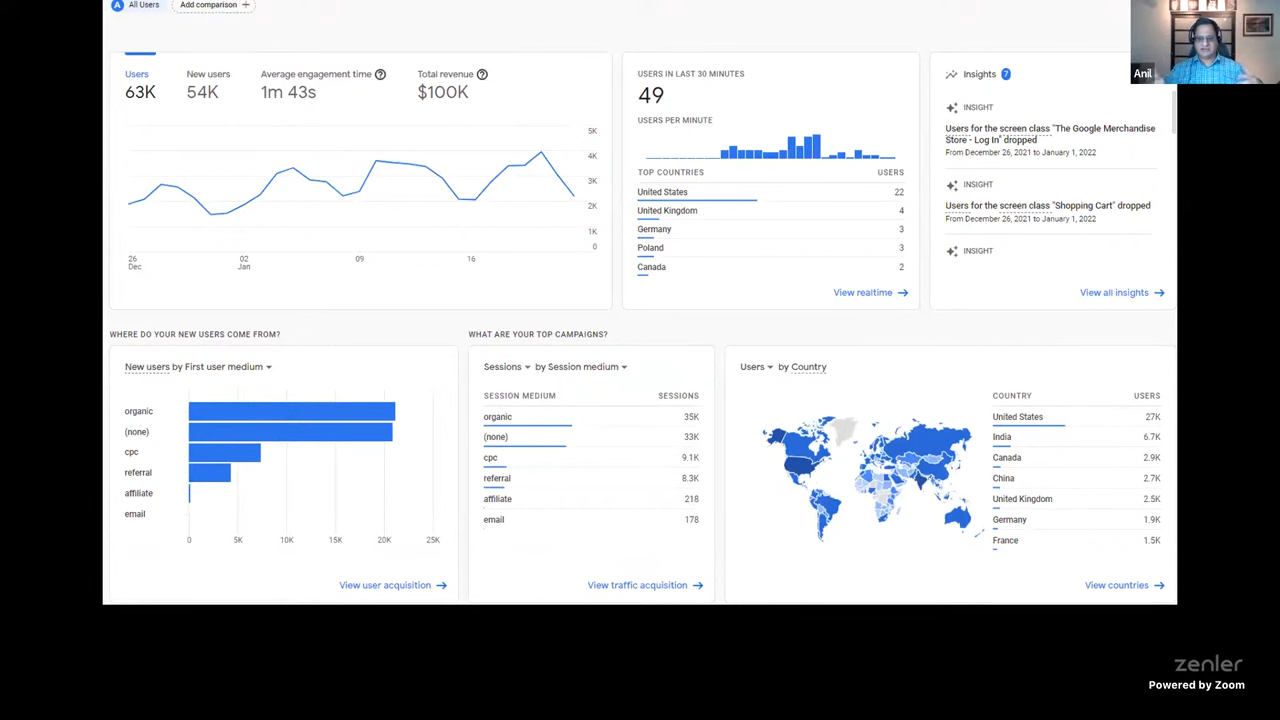 A All Users
Add comparison +
Anil
Users
63K
New users
54K
Average engagement time
1m 43s
Total revenue
$100K
5K
4K
3K
2K
1K
0
26
Dec
02
Jan
09
16
USERS IN LAST 30 MINUTES
49
USERS PER MINUTE
TOP COUNTRIES USERS
United States 22
United Kingdom 4
Germany 3
Poland 3
Canada 2
View realtime
Insights 7
INSIGHT
Users for the screen class "The Google Merchandise
Store - Log In" dropped
From December 26, 2021 to January 1, 2022
INSIGHT
Users for the screen class "Shopping Cart" dropped
From December 26, 2021 to January 1, 2022
INSIGHT
View all insights
WHERE DO YOUR NEW USERS COME FROM?
New users by First user medium
organic
(none)
cpc
referral
affiliate
email
0 5K 10K 15K 20K 25K
View user acquisition
WHAT ARE YOUR TOP CAMPAIGNS?
Sessions by Session medium
SESSION MEDIUM SESSIONS
organic 35K
(none) 33K
cpc 9.1K
referral 8.3K
affiliate 218
email 178
View traffic acquisition
Users by Country
COUNTRY USERS
United States 27K
India 6.7K
Canada 2.9K
China 2.7K
United Kingdom 2.5K
Germany 1.9K
France 1.5K
View countries
zenler
Powered by Zoom